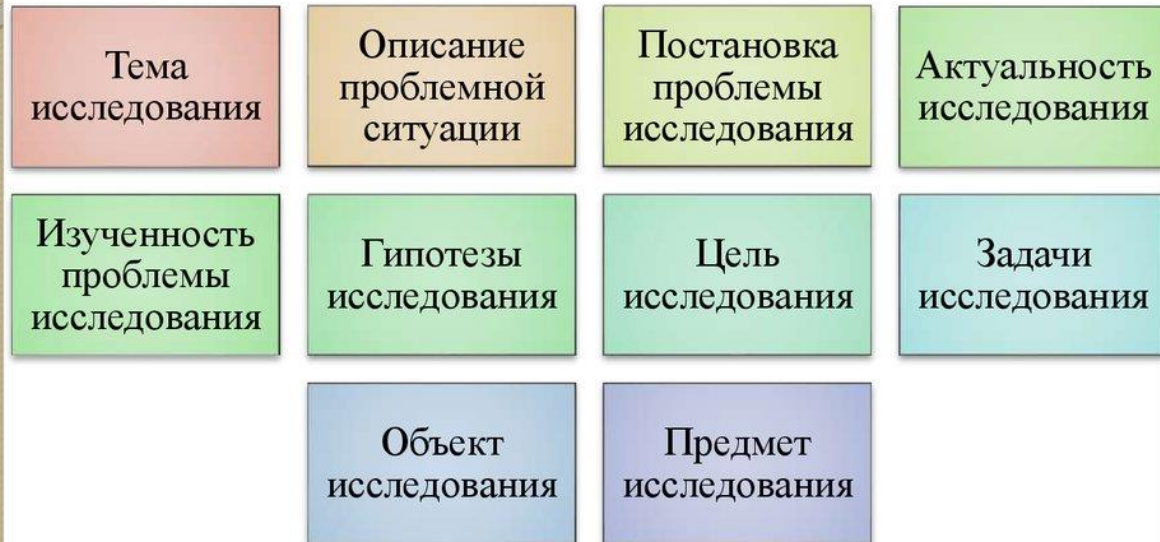 Тема
исследования
Описание
проблемной
ситуации
Постановка
проблемы
исследования
Актуальность
исследования
Изученность
проблемы
исследования
Гипотезы
исследования
Цель
исследования
Задачи
исследования
Объект
исследования
Предмет
исследования